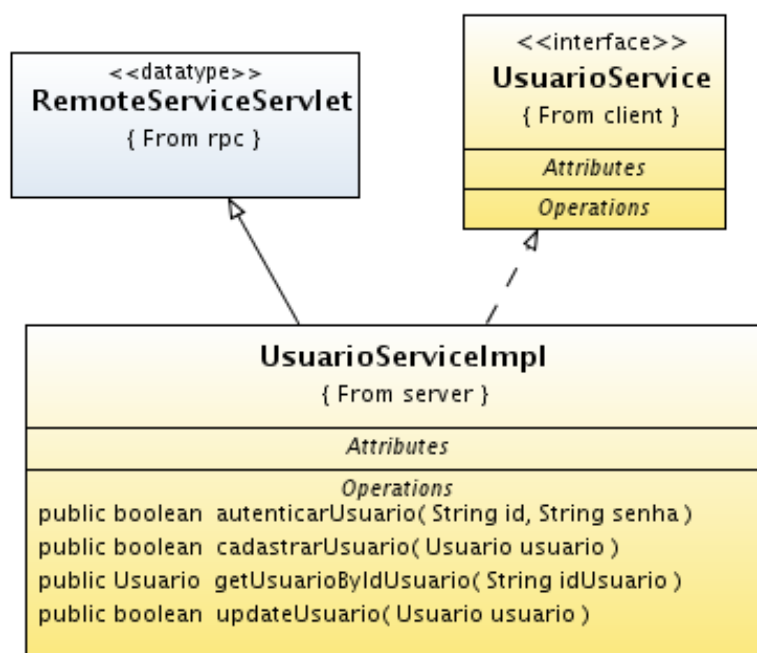 <<datatype>>
RemoteServiceServlet
{ From rpc }
<<interface>>
UsuarioService
{ From client }
Attributes
Operations
UsuarioServiceImpl
{ From server }
Attributes
Operations
public boolean autenticarUsuario( String id, String senha )
public boolean cadastrarUsuario( Usuario usuario )
public Usuario getUsuarioByIdUsuario( String idUsuario )
public boolean updateUsuario( Usuario usuario )